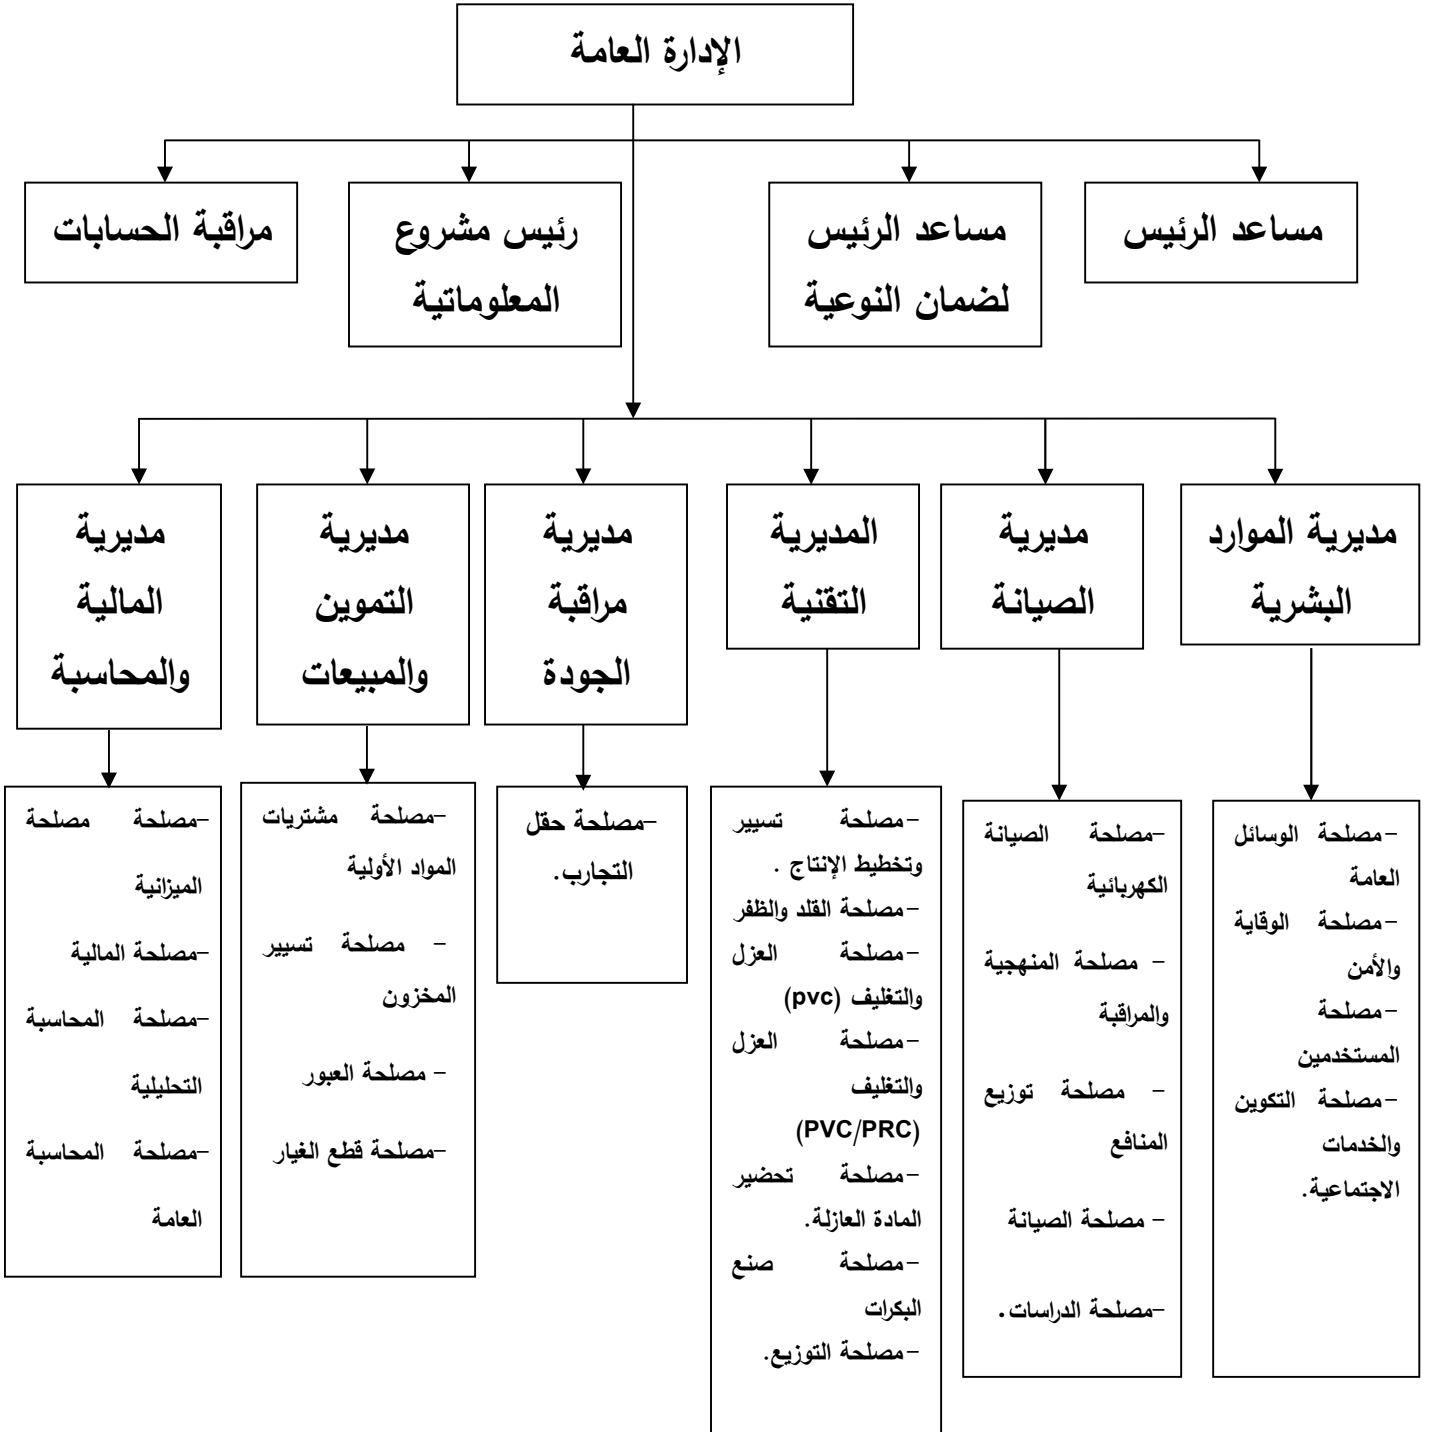 الإدارة العامة
مساعد الرئيس
مساعد الرئيس
لضمان النوعية
رئيس مشروع
المعلوماتية
مراقبة الحسابات
مديرية الموارد
البشرية
مديرية
الصيانة
المديرية
التقنية
مديرية
مراقبة
الجودة
مديرية
التموين
والمبيعات
مديرية
المالية
والمحاسبة
-مصلحة الوسائل
العامة
-مصلحة الوقاية
والأمن
-مصلحة
المستخدمين
-مصلحة التكوين
والخدمات
الاجتماعية.
-مصلحة الصيانة
الكهربائية
- مصلحة المنهجية
والمراقبة
- مصلحة توزيع
المنافع
- مصلحة الصيانة
-مصلحة الدراسات.
-مصلحة تسيير
وتخطيط الإنتاج .
-مصلحة القلد والظفر
-مصلحة العزل
والتغليف (pvc)
-مصلحة العزل
والتغليف
(PVC/PRC)
-مصلحة تحضير
المادة العازلة.
-مصلحة صنع
البكرات
-مصلحة التوزيع.
-مصلحة حقل
التجارب.
-مصلحة مشتريات
المواد الأولية
- مصلحة تسيير
المخزون
- مصلحة العبور
-مصلحة قطع الغيار
-مصلحة مصلحة
الميزانية
-مصلحة المالية
-مصلحة المحاسبة
التحليلية
-مصلحة المحاسبة
العامة